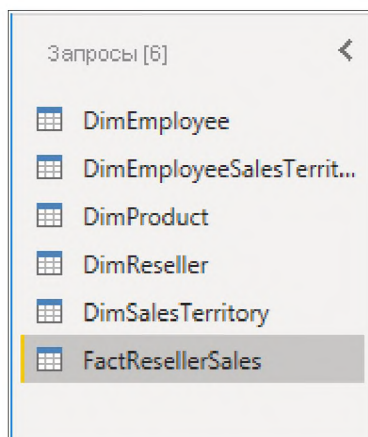 Запросы [6]
DimEmployee
DimEmployeeSalesTerrit...
DimProduct
DimReseller
DimSalesTerritory
FactResellerSales